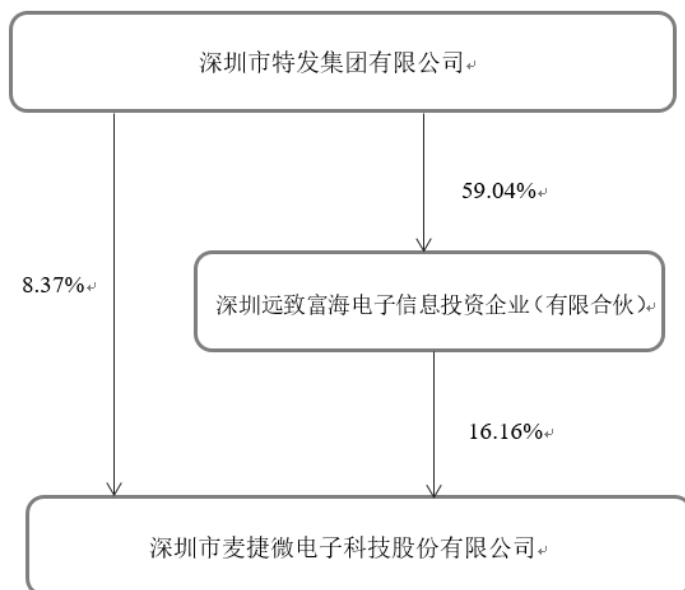 深圳市特发集团有限公司
59.04%
8.37%
深圳远致富海电子信息投资企业（有限合伙）
16.16%
深圳市麦捷微电子科技股份有限公司